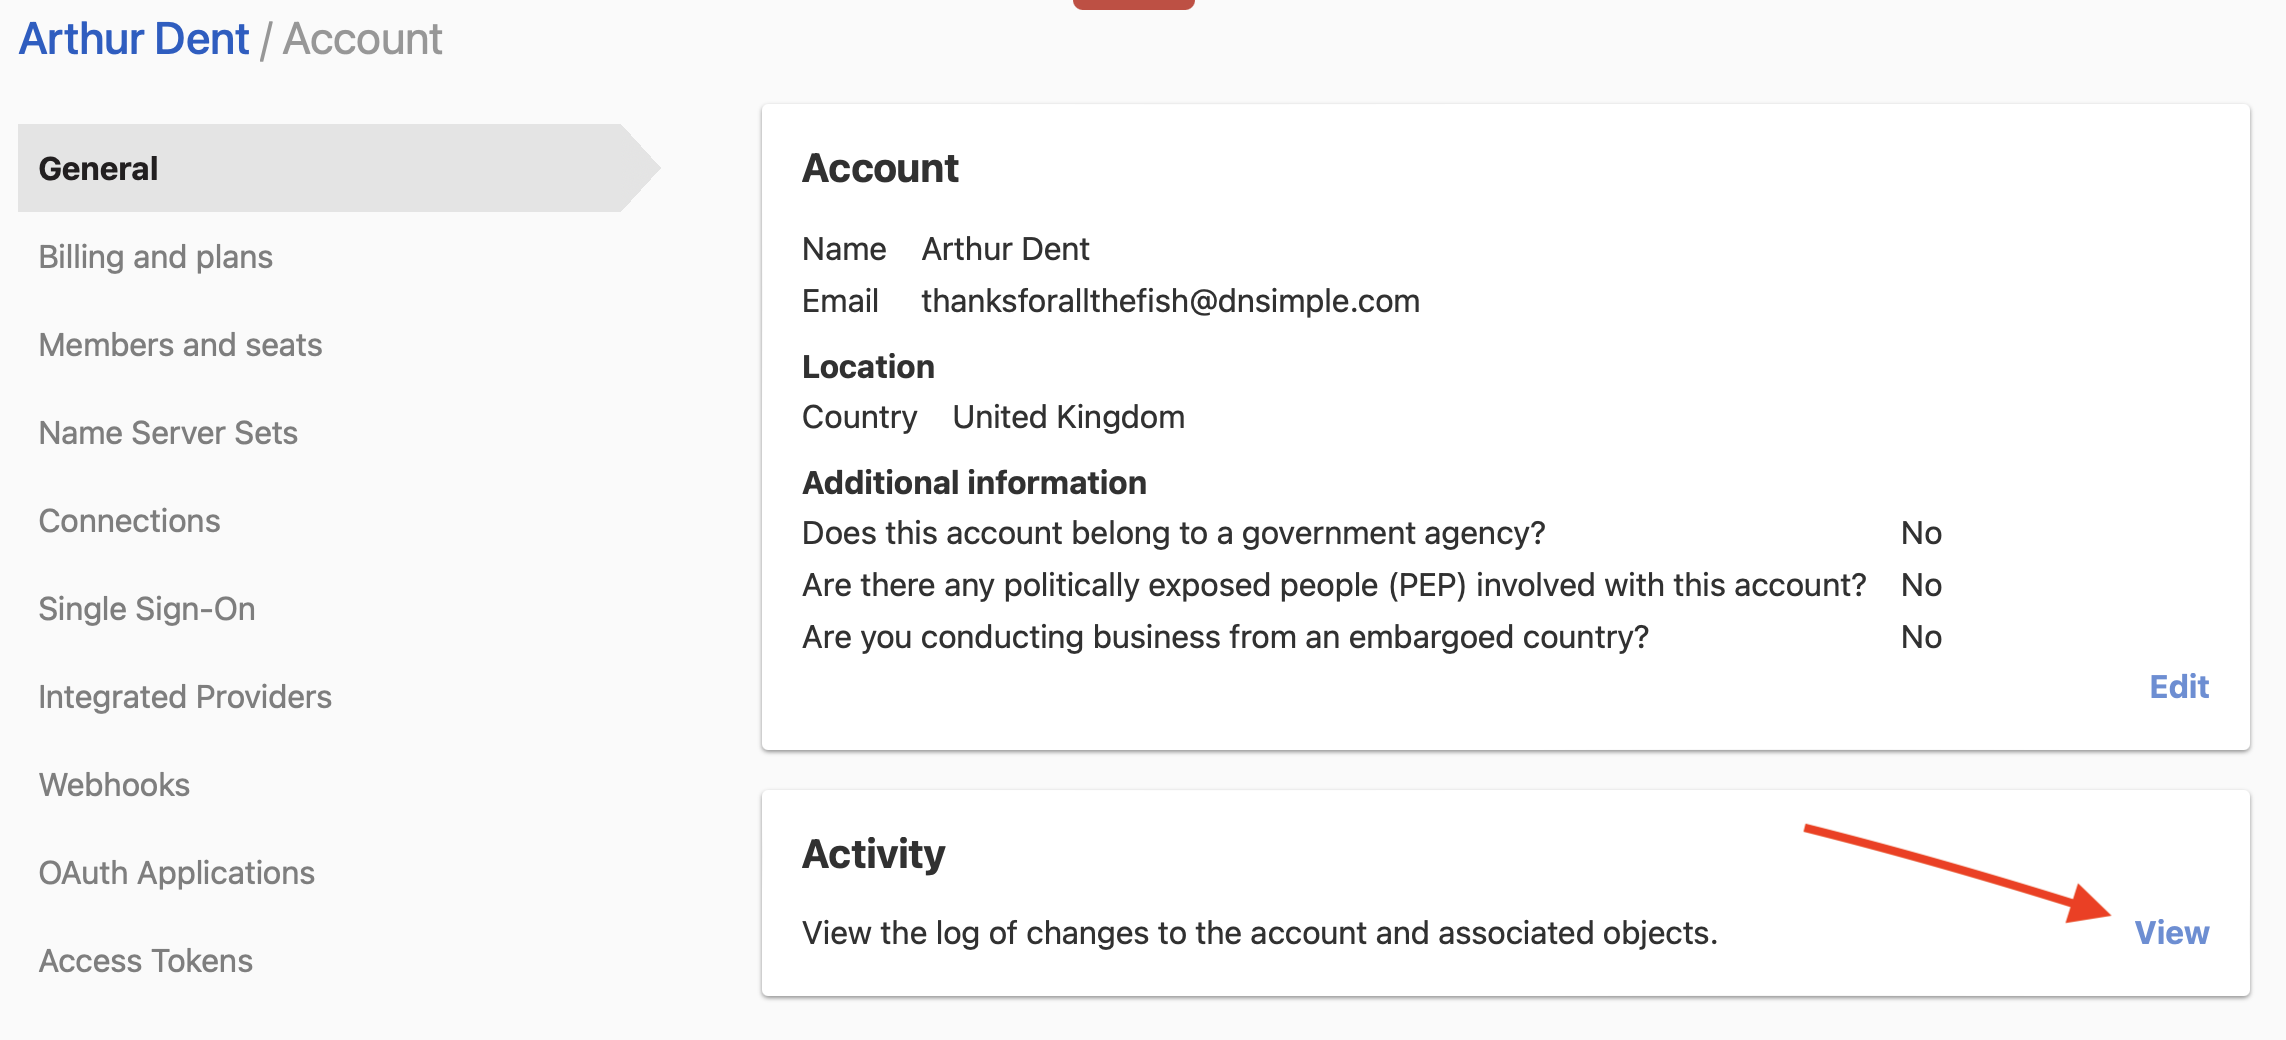 Arthur Dent / Account
General
Billing and plans
Members and seats
Name Server Sets
Connections
Single Sign-On
Integrated Providers
Webhooks
OAuth Applications
Access Tokens
Account
Name Arthur Dent
Email thanksforallthefish@dnsimple.com
Location
Country United Kingdom
Additional information
Does this account belong to a government agency? No
Are there any politically exposed people (PEP) involved with this account? No
Are you conducting business from an embargoed country? No
Edit
Activity
View the log of changes to the account and associated objects. View